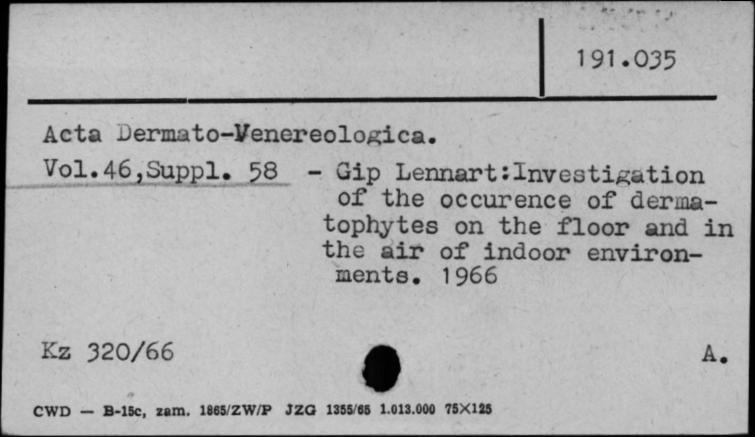 191.035
Acta Dermato-Venereologica.
Vol.46,Suppl. 58 - Gip Lennart:Investigation
of the occurence of derma-
tophytes on the floor and in
the air of indoor environ-
ments. 1966
Kz 320/66 A.
CWD — B-15c, zam. 1865/ZW/P JZG 1355/65 1.013.000 75×125